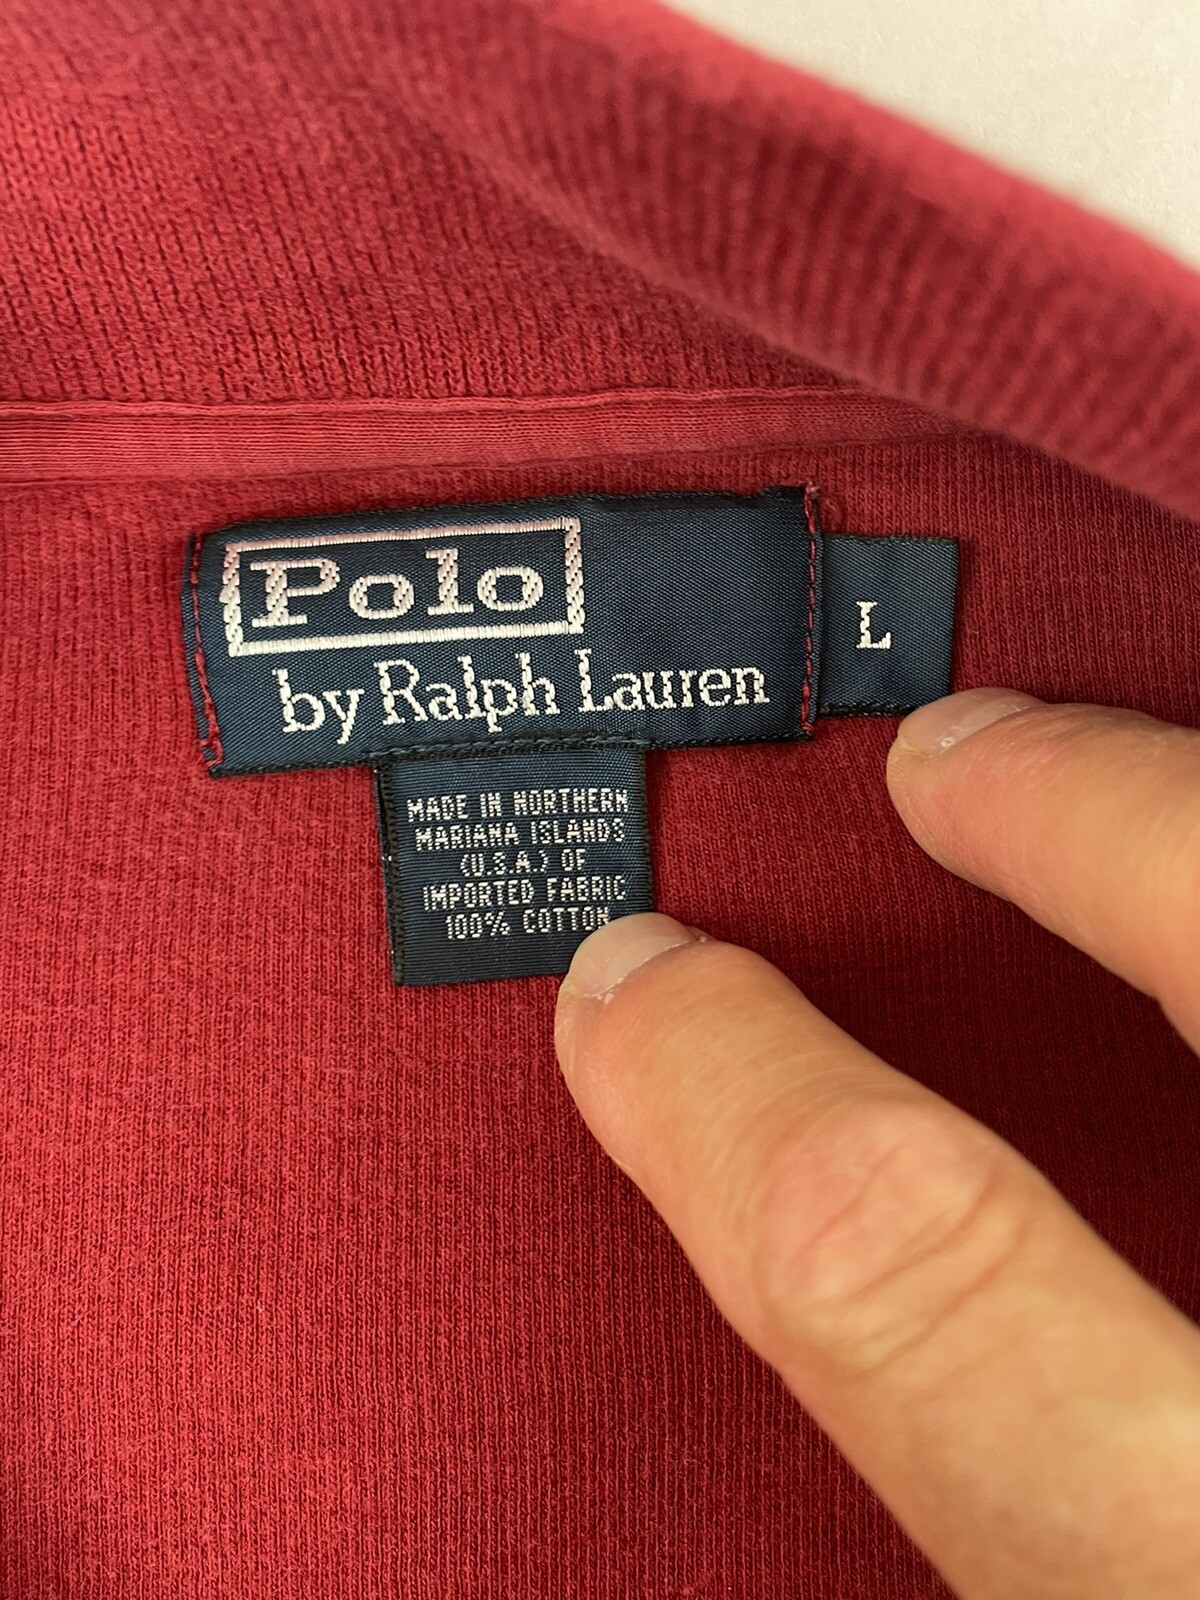 Polo
by Ralph Lauren
L
MADE IN NORTHERN
MARIANA ISLANDS
(U.S.A.) OF
IMPORTED FABRIC
100% COTTON